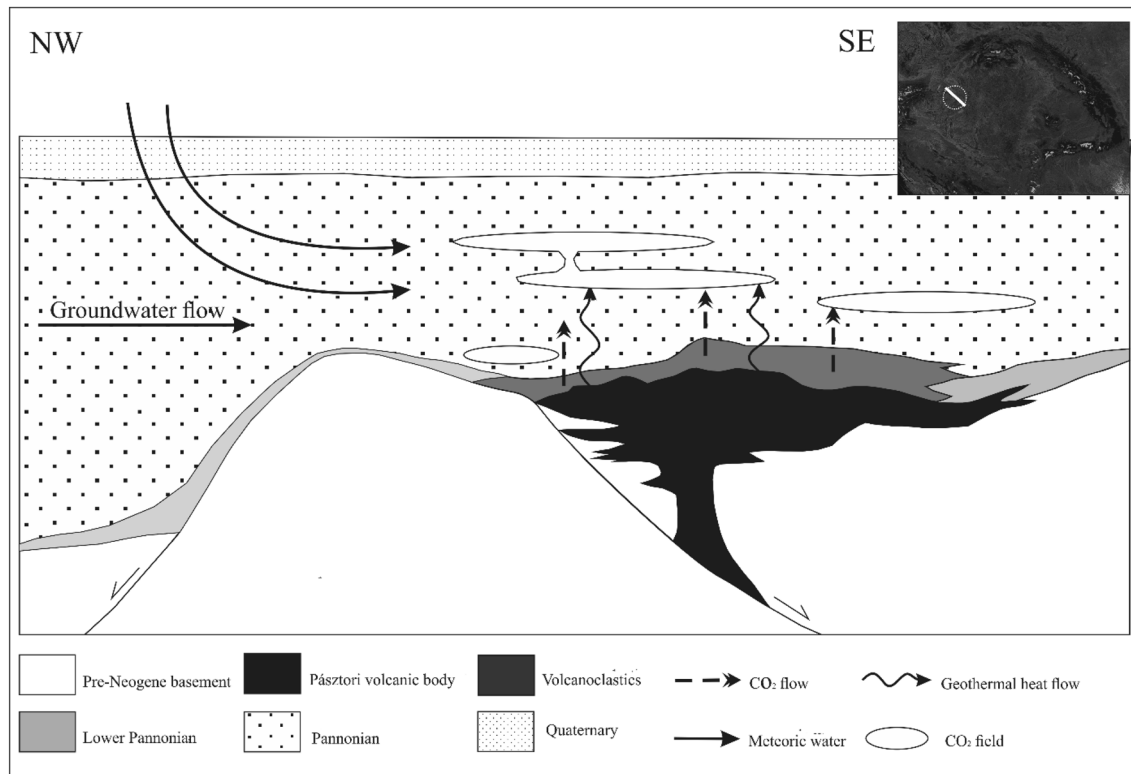 NW
SE
Groundwater flow
Pre-Neogene basement
Pásztori volcanic body
Volcanoclastics
CO₂ flow
Geothermal heat flow
Lower Pannonian
Pannonian
Quaternary
Meteoric water
CO₂ field